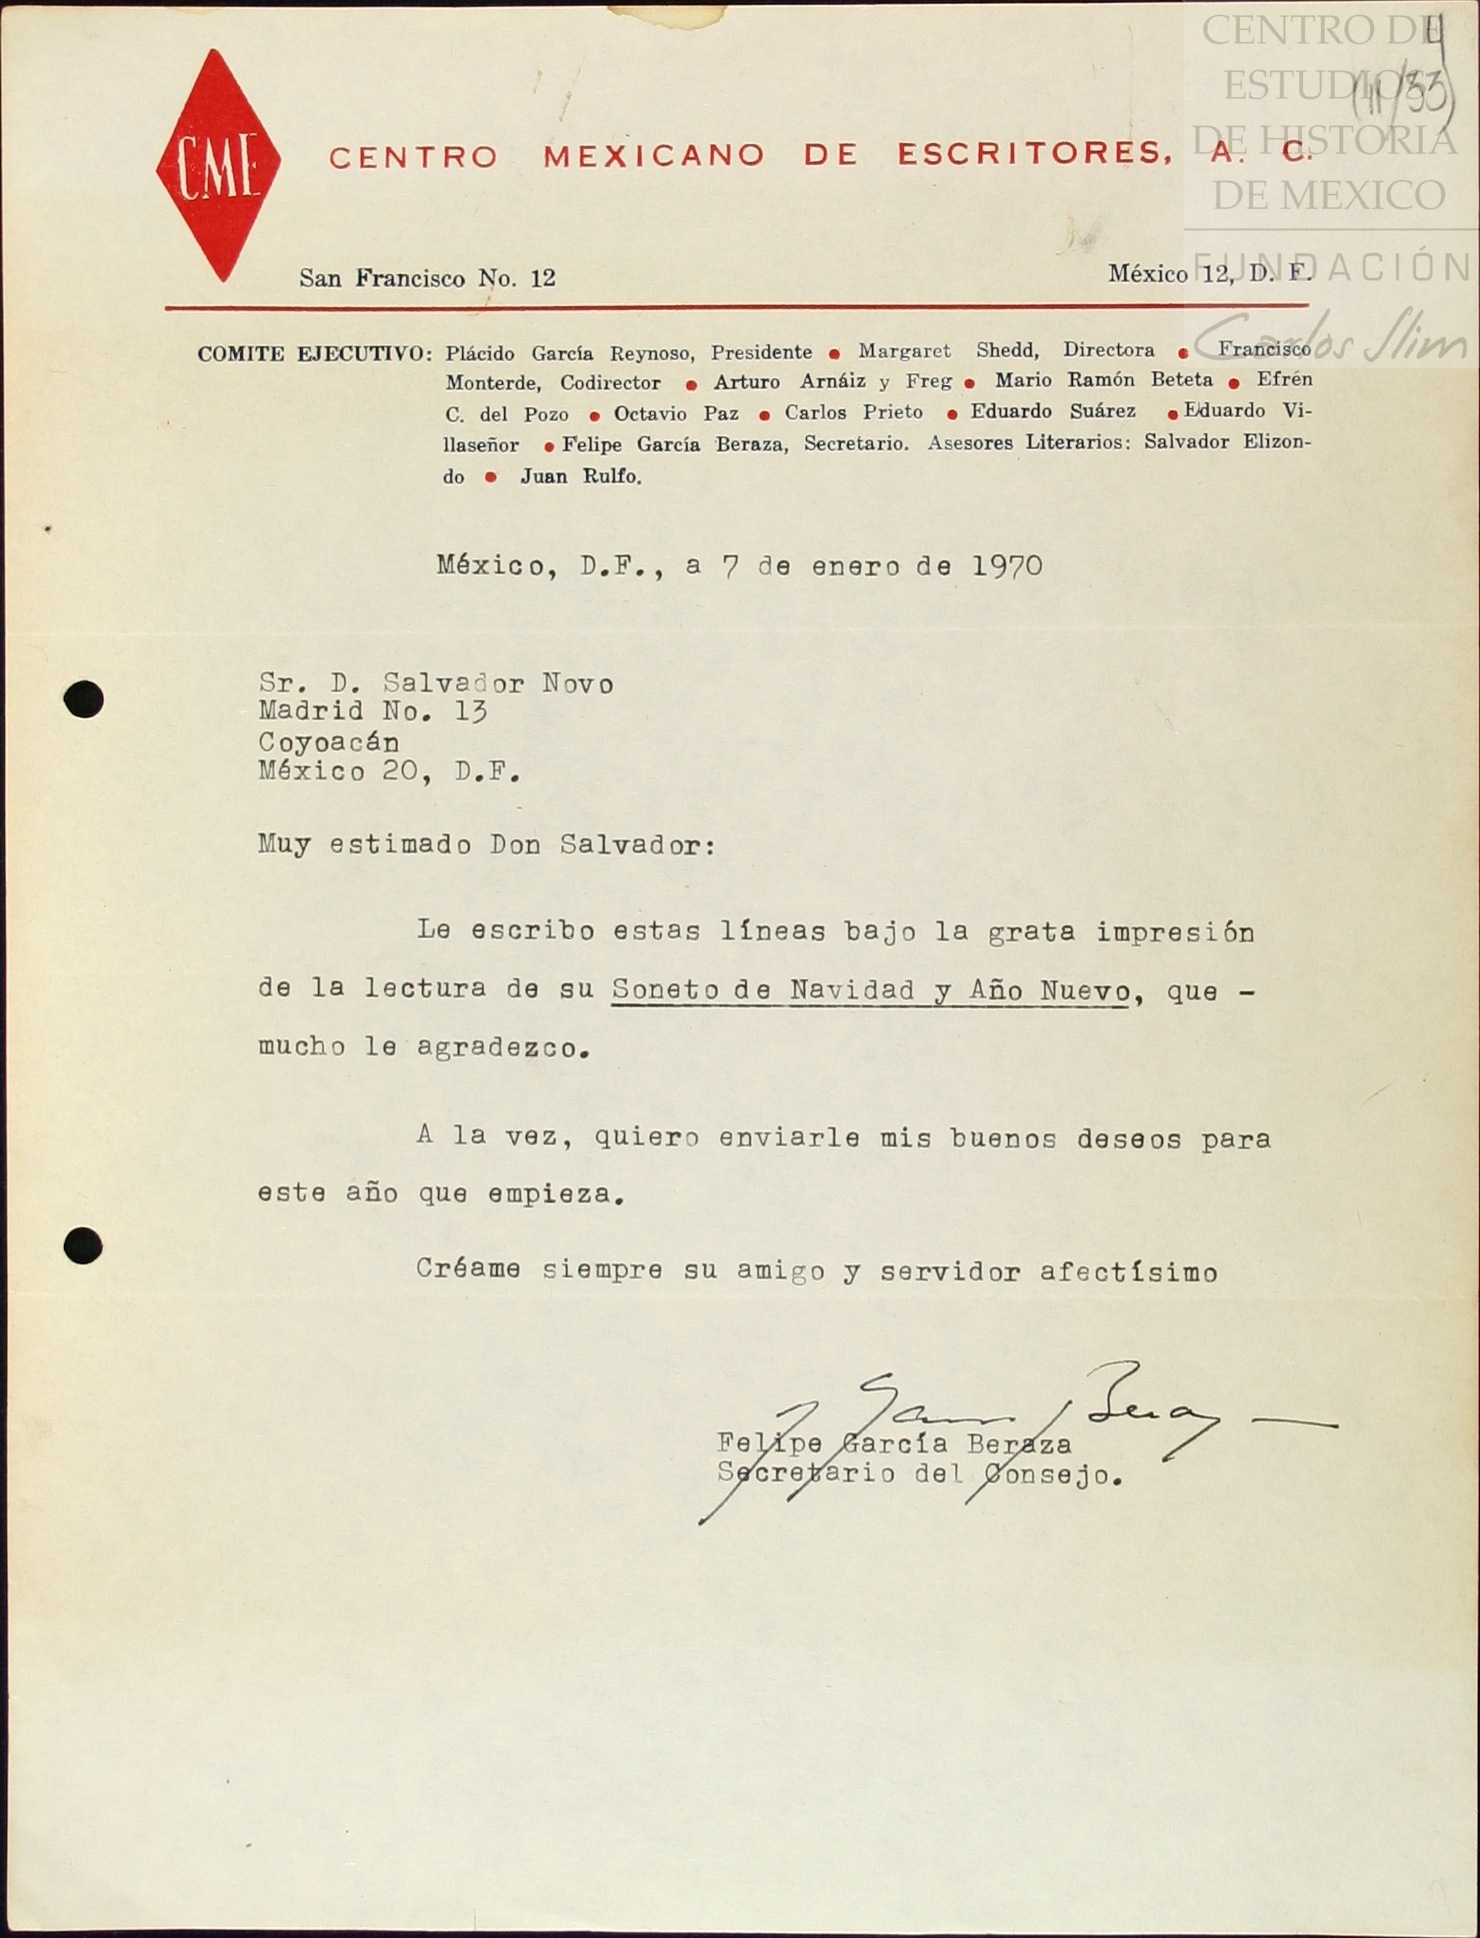 CENTRO DE
ESTUDIOS
DE HISTORIA
DE MEXICO
FUNDACIÓN
Carlos Slim
4
(11/33)
CME
CENTRO MEXICANO DE ESCRITORES, A. C.
San Francisco No. 12
México 12, D. F.
COMITE EJECUTIVO: Plácido García Reynoso, Presidente ● Margaret Shedd, Directora ● Francisco
Monterde, Codirector ● Arturo Arnáiz y Freg ● Mario Ramón Beteta ● Efrén
C. del Pozo ● Octavio Paz ● Carlos Prieto ● Eduardo Suárez ● Eduardo Vi-
llaseñor ● Felipe García Beraza, Secretario. Asesores Literarios: Salvador Elizon-
do ● Juan Rulfo.
México, D.F., a 7 de enero de 1970
Sr. D. Salvador Novo
Madrid No. 13
Coyoacán
México 20, D.F.
Muy estimado Don Salvador:
Le escribo estas líneas bajo la grata impresión
de la lectura de su Soneto de Navidad y Año Nuevo, que -
mucho le agradezco.
A la vez, quiero enviarle mis buenos deseos para
este año que empieza.
Créame siempre su amigo y servidor afectísimo
Felipe García Beraza
Secretario del Consejo.